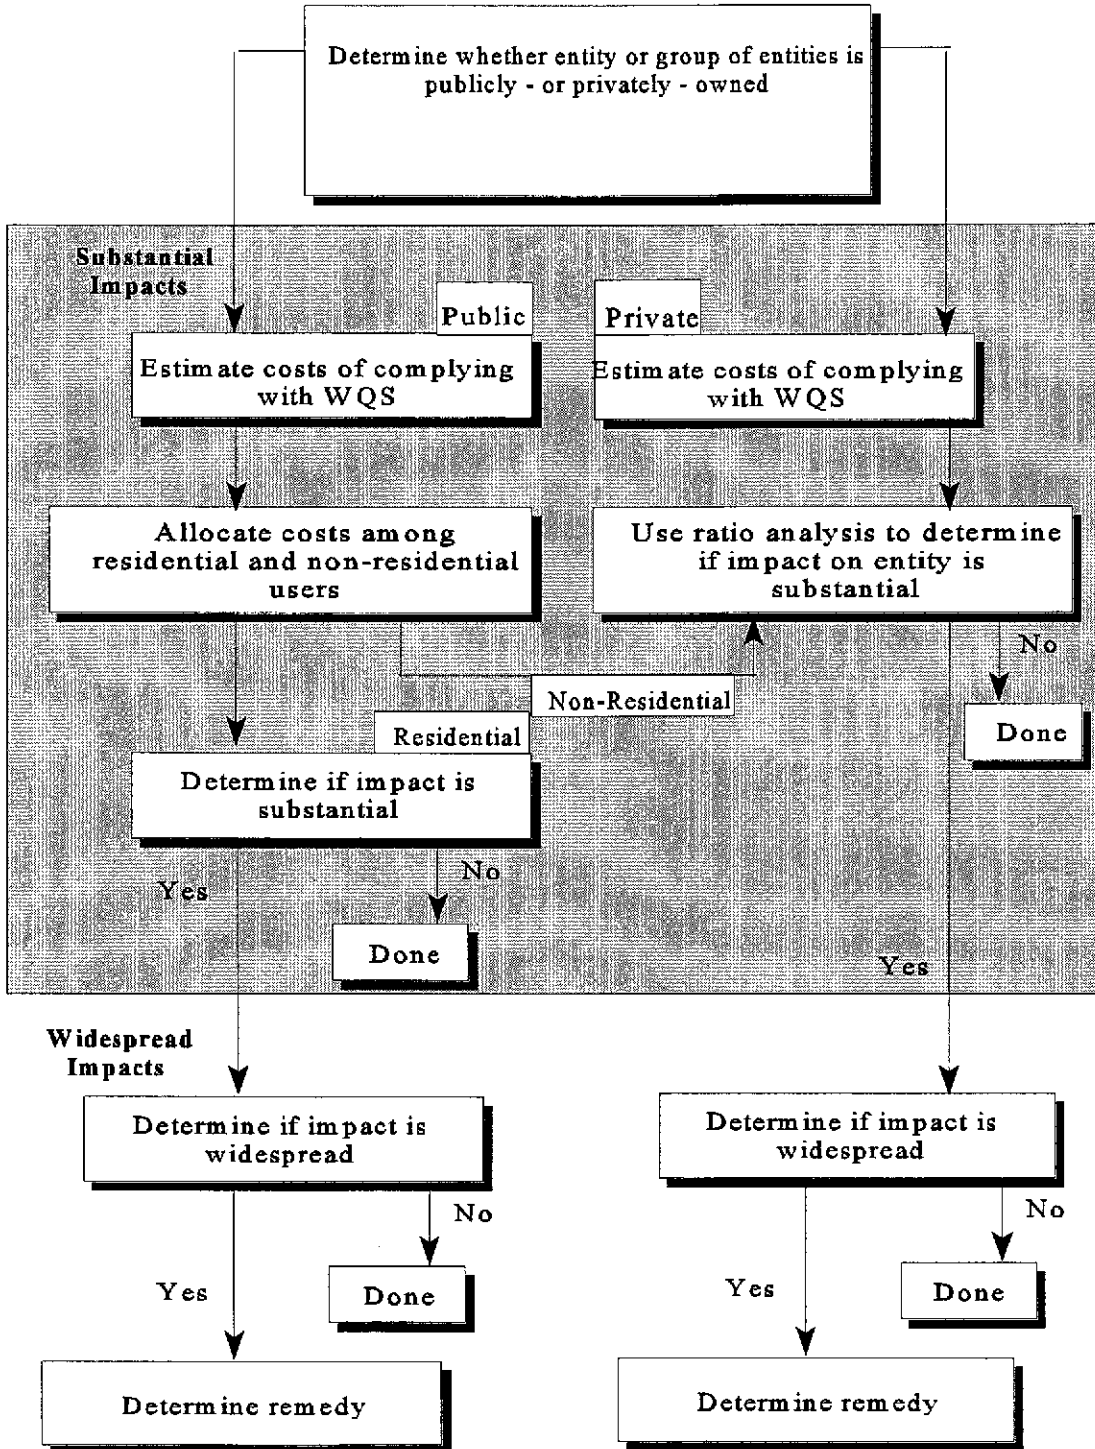 Determine whether entity or group of entities is
publicly - or privately - owned
Substantial
Impacts
Public
Private
Estimate costs of complying
with WQS
Estimate costs of complying
with WQS
Allocate costs among
residential and non-residential
users
Use ratio analysis to determine
if impact on entity is
substantial
No
Done
Non-Residential
Residential
Determine if impact is
substantial
Yes
No
Done
Yes
Widespread
Impacts
Determine if impact is
widespread
Determine if impact is
widespread
No
No
Yes
Done
Yes
Done
Determine remedy
Determine remedy